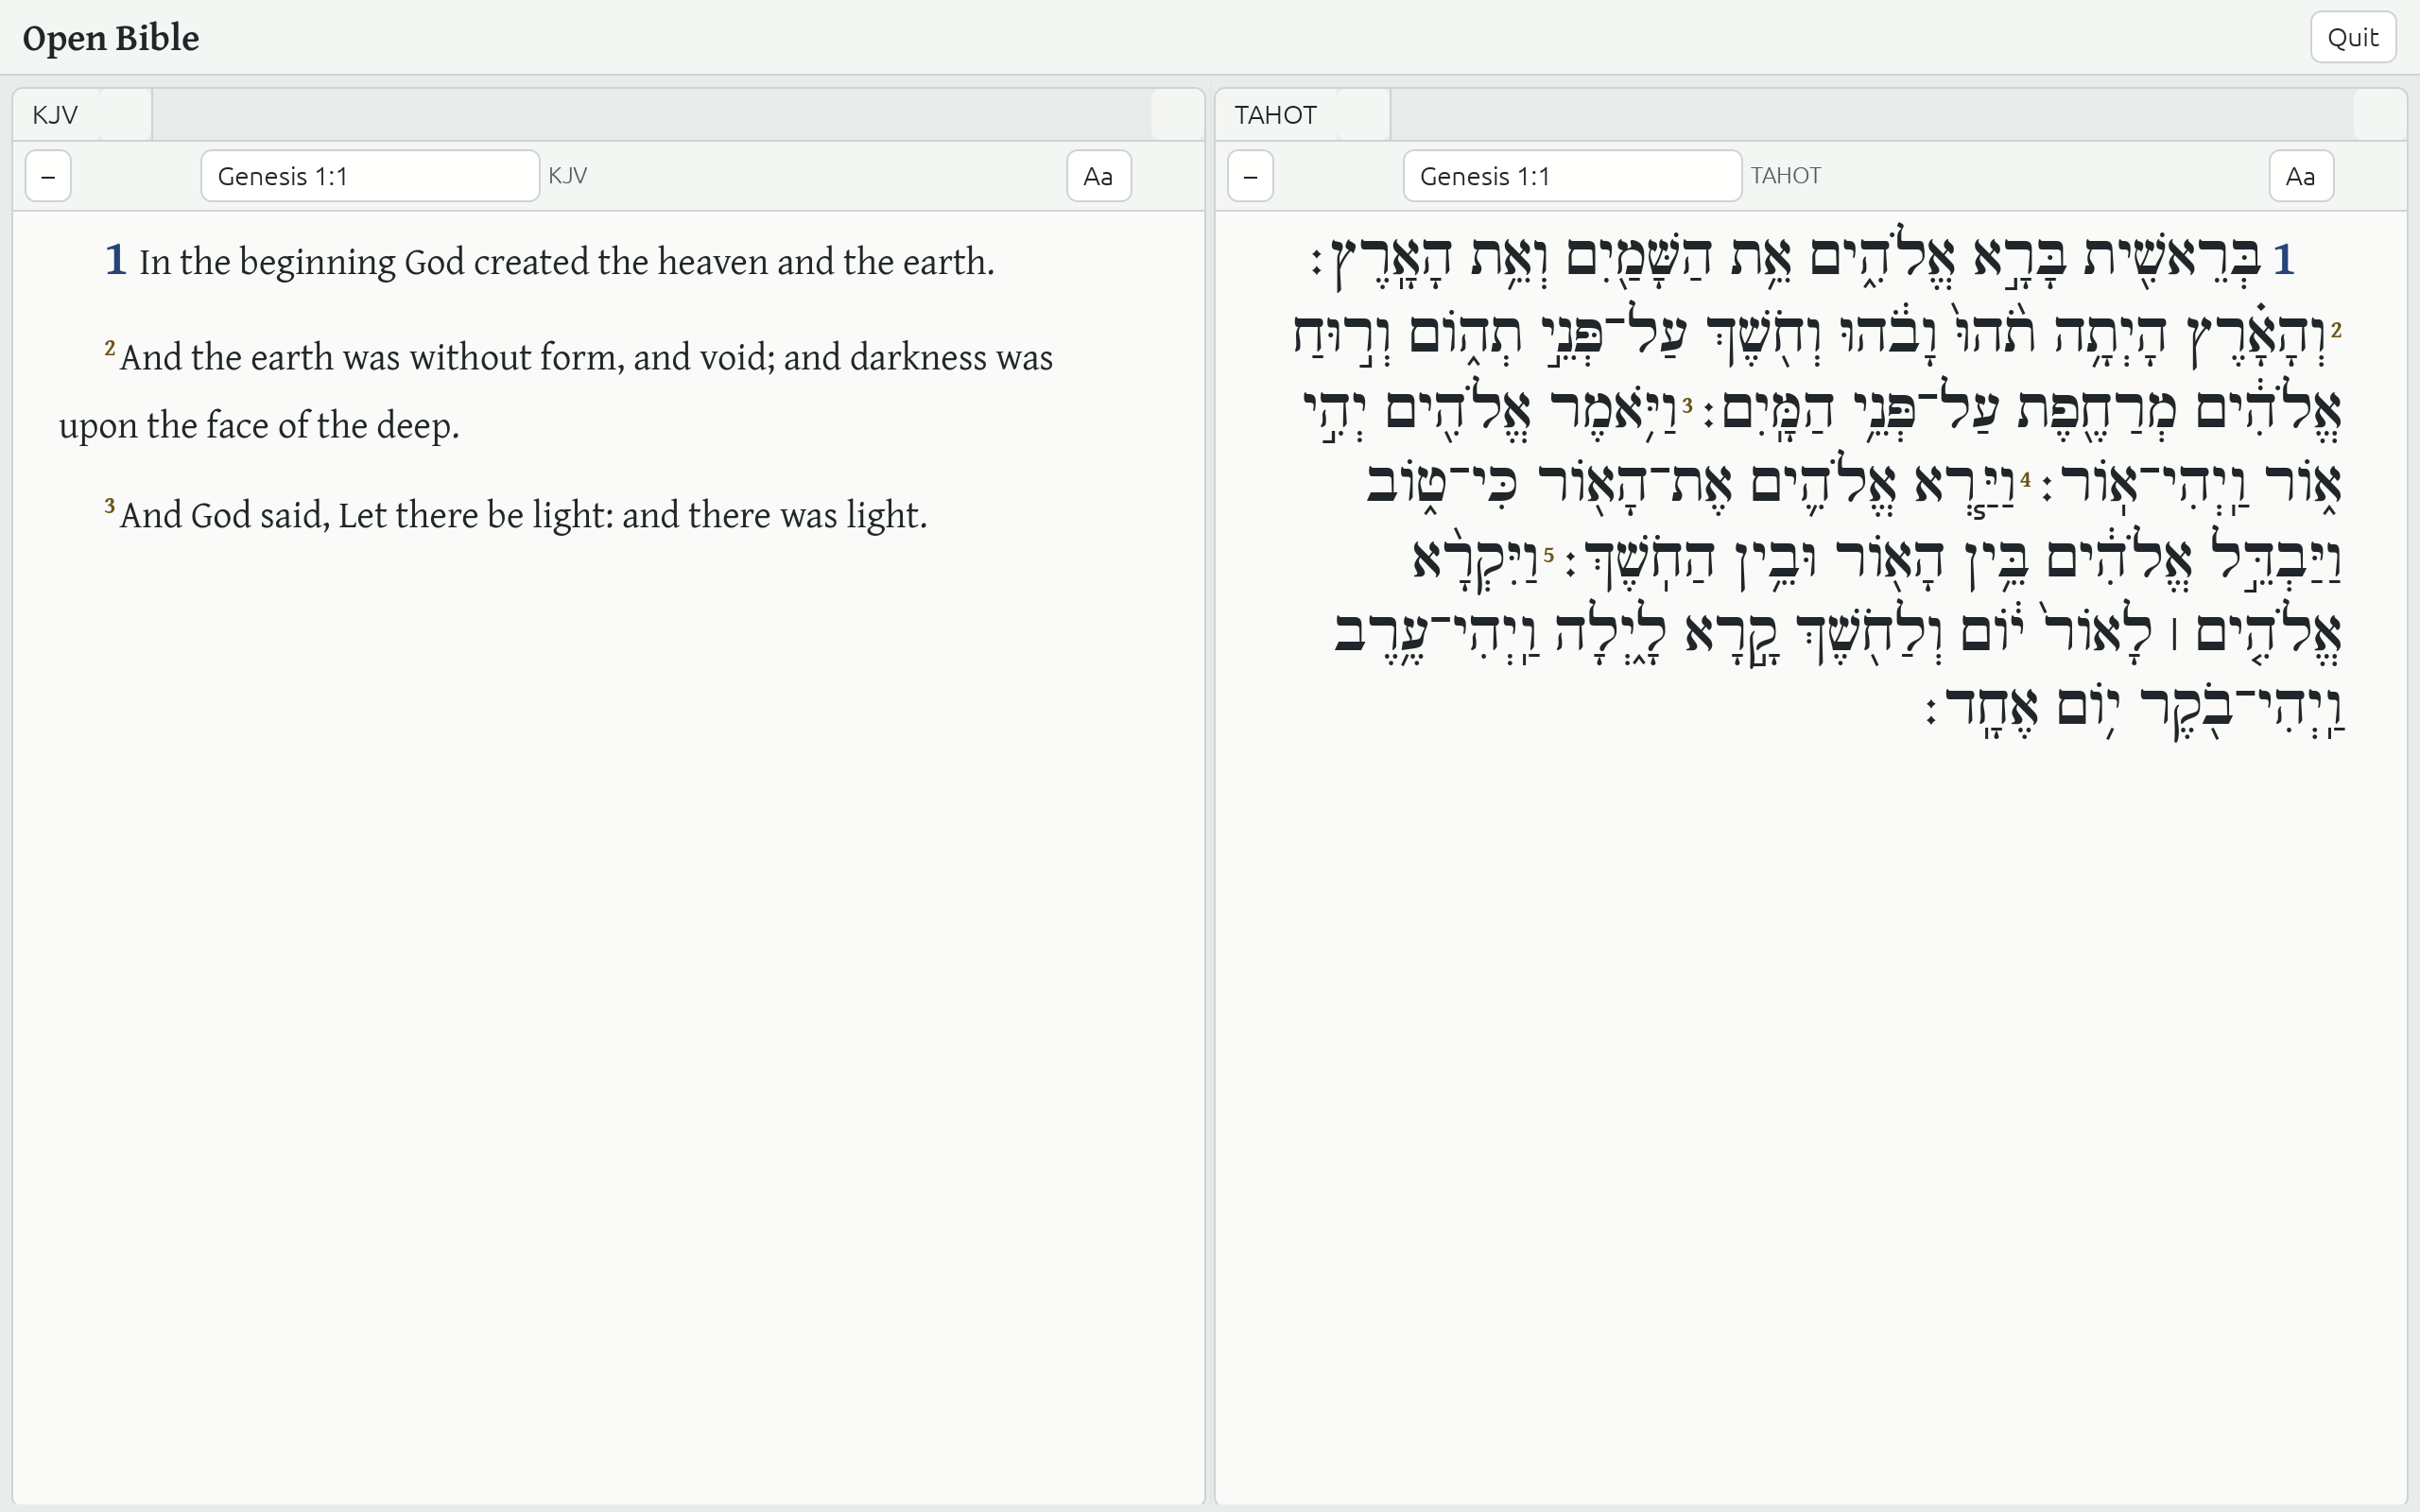 Open Bible
Quit
KJV
–
Genesis 1:1
KJV
Aa
1 In the beginning God created the heaven and the earth.
2 And the earth was without form, and void; and darkness was
upon the face of the deep.
3 And God said, Let there be light: and there was light.
TAHOT
–
Genesis 1:1
TAHOT
Aa
1 בְּרֵאשִׁ֖ית בָּרָ֣א אֱלֹהִ֑ים אֵ֥ת הַשָּׁמַ֖יִם וְאֵ֥ת הָאָֽרֶץ׃
2 וְהָאָ֗רֶץ הָיְתָ֥ה תֹ֙הוּ֙ וָבֹ֔הוּ וְחֹ֖שֶׁךְ עַל־פְּנֵ֣י תְה֑וֹם וְר֣וּחַ
אֱלֹהִ֔ים מְרַחֶ֖פֶת עַל־פְּנֵ֥י הַמָּֽיִם׃ 3 וַיֹּ֥אמֶר אֱלֹהִ֖ים יְהִ֣י
א֑וֹר וַֽיְהִי־אֽוֹר׃ 4 וַיַּ֧רְא אֱלֹהִ֛ים אֶת־הָא֖וֹר כִּי־ט֑וֹב
וַיַּבְדֵּ֣ל אֱלֹהִ֔ים בֵּ֥ין הָא֖וֹר וּבֵ֥ין הַחֹֽשֶׁךְ׃ 5 וַיִּקְרָ֨א
אֱלֹהִ֤ים ׀ לָאוֹר֙ י֔וֹם וְלַחֹ֖שֶׁךְ קָ֣רָא לָ֑יְלָה וַֽיְהִי־עֶ֥רֶב
וַֽיְהִי־בֹ֖קֶר י֥וֹם אֶחָֽד׃